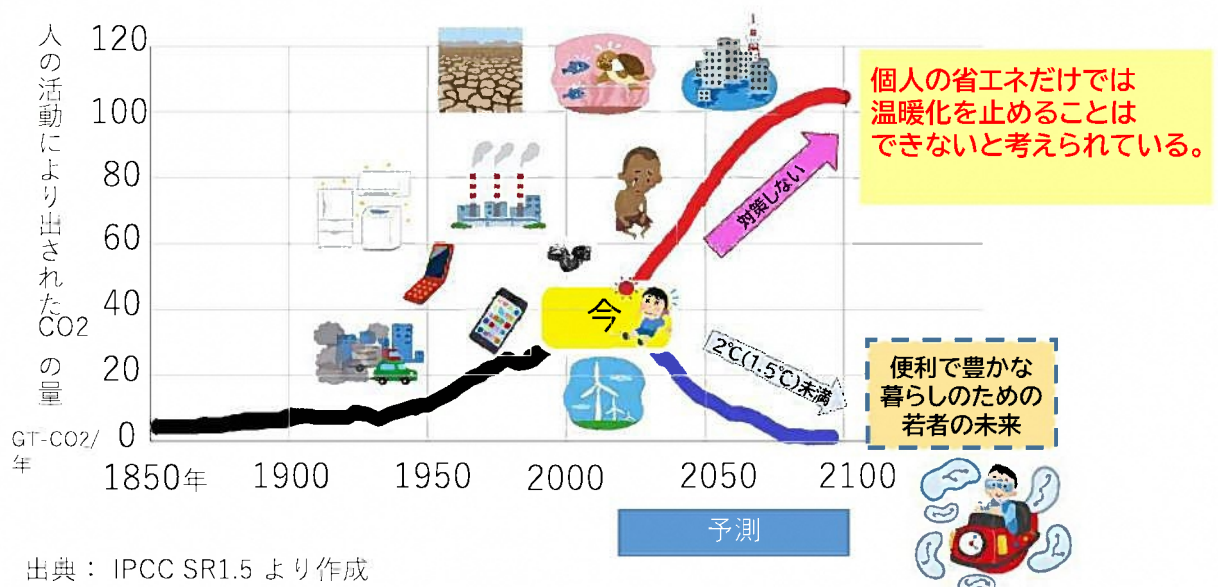 人の活動により出されたCO2の量
GT-CO2/
年
120
100
80
60
40
20
0
1850年
1900
1950
2000
2050
2100
今
対策しない
2℃(1.5℃)未満
個人の省エネだけでは
温暖化を止めることは
できないと考えられている。
便利で豊かな
暮らしのための
若者の未来
予測
出典： IPCC SR1.5 より作成